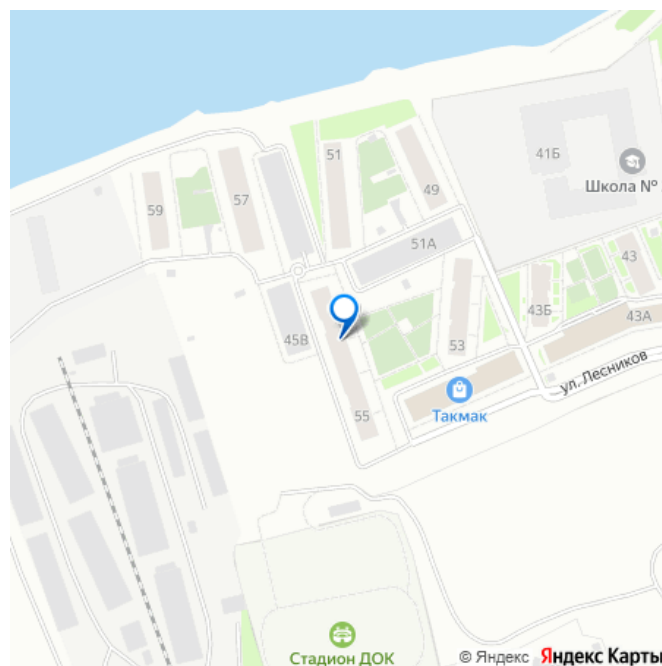 51
41Б
Школа №
59
57
49
51А
43
45В
43Б
43А
53
ул. Лесников
55
Такмак
Стадион ДОК
© Яндекс Яндекс Карты